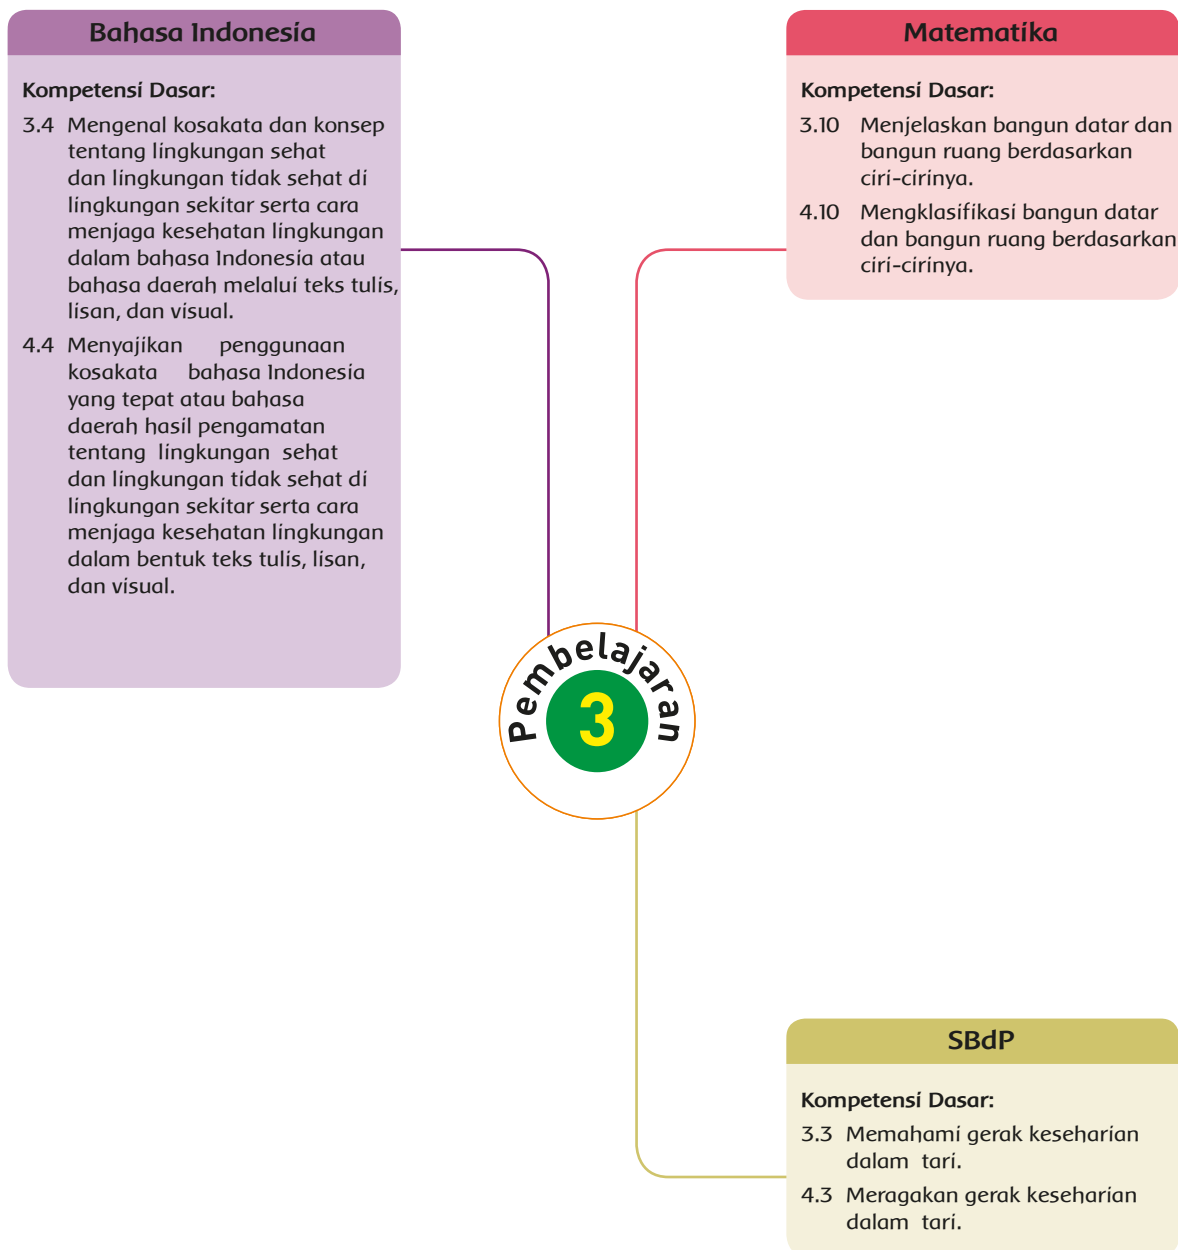 Bahasa Indonesia
Kompetensi Dasar:
3.4 Mengenal kosakata dan konsep
tentang lingkungan sehat
dan lingkungan tidak sehat di
lingkungan sekitar serta cara
menjaga kesehatan lingkungan
dalam bahasa Indonesia atau
bahasa daerah melalui teks tulis,
lisan, dan visual.
4.4 Menyajikan penggunaan
kosakata bahasa Indonesia
yang tepat atau bahasa
daerah hasil pengamatan
tentang lingkungan sehat
dan lingkungan tidak sehat di
lingkungan sekitar serta cara
menjaga kesehatan lingkungan
dalam bentuk teks tulis, lisan,
dan visual.
Matematika
Kompetensi Dasar:
3.10 Menjelaskan bangun datar dan
bangun ruang berdasarkan
ciri-cirinya.
4.10 Mengklasifikasi bangun datar
dan bangun ruang berdasarkan
ciri-cirinya.
Pembelajaran
3
SBdP
Kompetensi Dasar:
3.3 Memahami gerak keseharian
dalam tari.
4.3 Meragakan gerak keseharian
dalam tari.